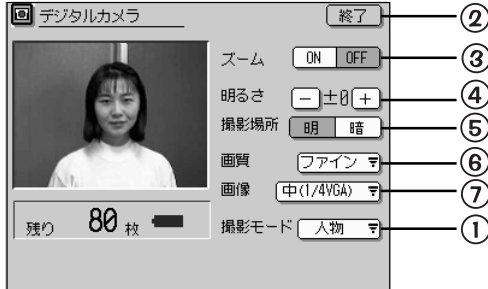 デジタルカメラ 終了 ②
ズーム ON OFF ③
明るさ − ±0 + ④
撮影場所 明 暗 ⑤
画質 ファイン ⑥
画像 中(1/4VGA) ⑦
残り 80 枚 撮影モード 人物 ①